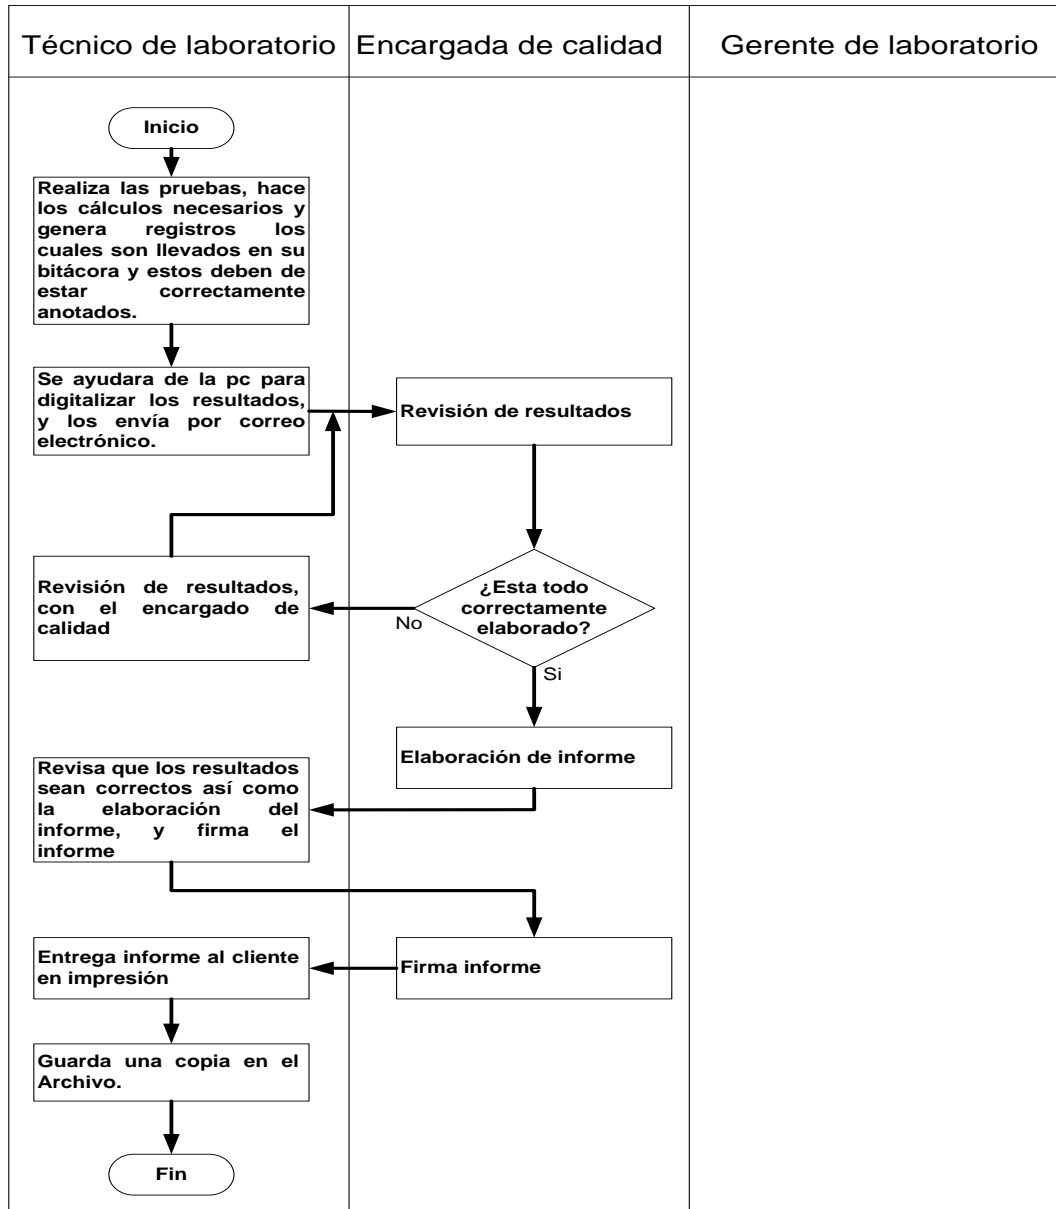 Técnico de laboratorio
Encargada de calidad
Gerente de laboratorio
Inicio
Realiza las pruebas, hace
los cálculos necesarios y
genera registros los
cuales son llevados en su
bitácora y estos deben de
estar correctamente
anotados.
Se ayudara de la pc para
digitalizar los resultados,
y los envía por correo
electrónico.
Revisión de resultados
¿Esta todo
correctamente
elaborado?
No
Revisión de resultados,
con el encargado de
calidad
Si
Elaboración de informe
Revisa que los resultados
sean correctos así como
la elaboración del
informe, y firma el
informe
Firma informe
Entrega informe al cliente
en impresión
Guarda una copia en el
Archivo.
Fin